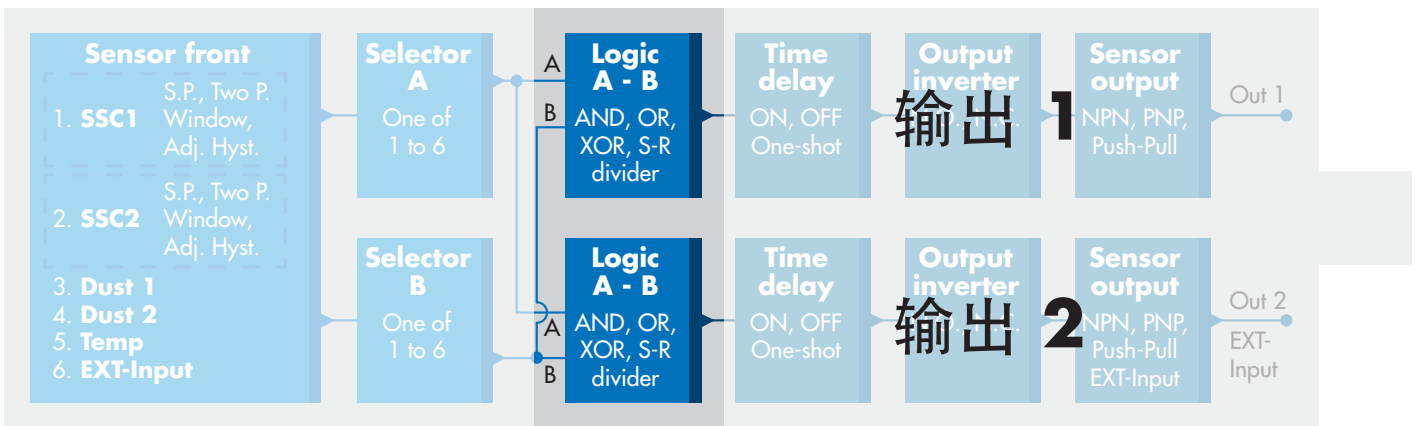 Sensor front
1. SSC1
S.P., Two P.
Window,
Adj. Hyst.
2. SSC2
S.P., Two P.
Window,
Adj. Hyst.
3. Dust 1
4. Dust 2
5. Temp
6. EXT-Input
Selector
A
One of
1 to 6
A
B
Logic
A - B
AND, OR,
XOR, S-R
divider
Time
delay
ON, OFF
One-shot
Output
inverter
输出 1
Sensor
output
NPN, PNP,
Push-Pull
Out 1
Selector
B
One of
1 to 6
A
B
Logic
A - B
AND, OR,
XOR, S-R
divider
Time
delay
ON, OFF
One-shot
Output
inverter
输出 2
Sensor
output
NPN, PNP,
Push-Pull
EXT-Input
Out 2
EXT-
Input